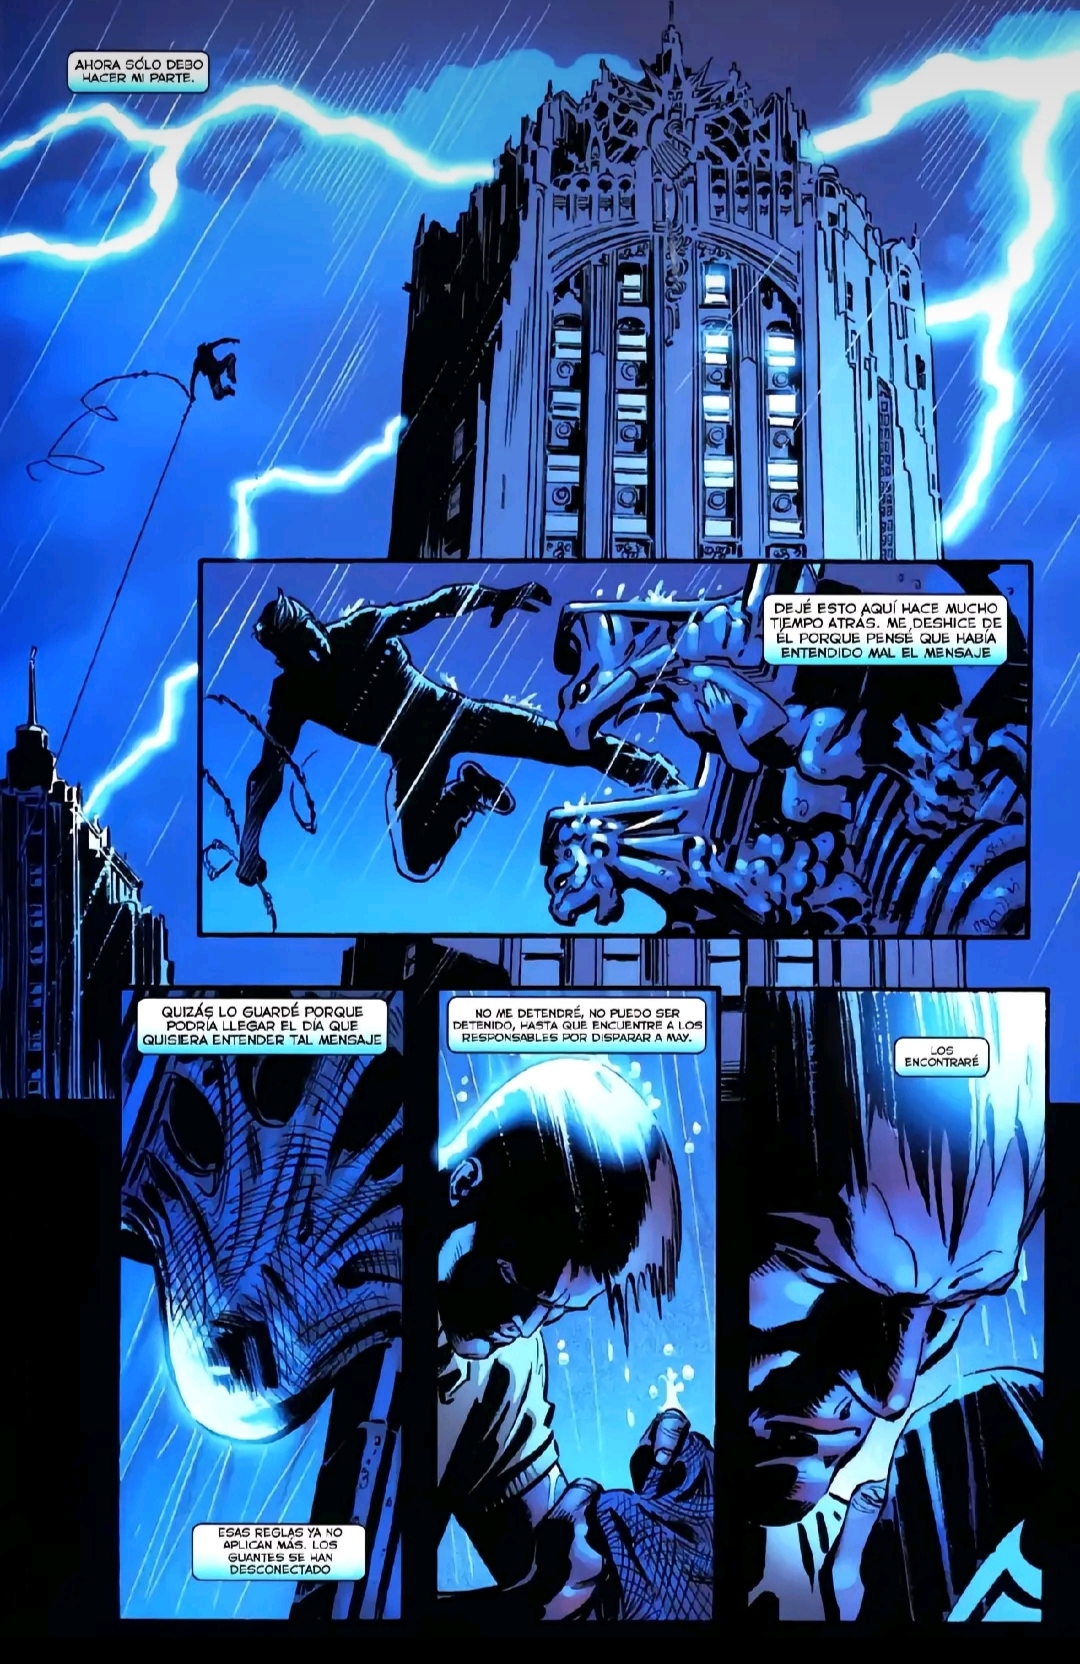 AHORA SÓLO DEBO
HACER MI PARTE.
DEJÉ ESTO AQUÍ HACE MUCHO
TIEMPO ATRÁS. ME DESHICE DE
ÉL PORQUE PENSÉ QUE HABÍA
ENTENDIDO MAL EL MENSAJE
QUIZÁS LO GUARDÉ PORQUE
PODRÍA LLEGAR EL DÍA QUE
QUISIERA ENTENDER TAL MENSAJE
ESAS REGLAS YA NO
APLICAN MÁS. LOS
GUANTES SE HAN
DESCONECTADO
NO ME DETENDRÉ, NO PUEDO SER
DETENIDO, HASTA QUE ENCUENTRE A LOS
RESPONSABLES POR DISPARAR A MAY.
LOS
ENCONTRARÉ